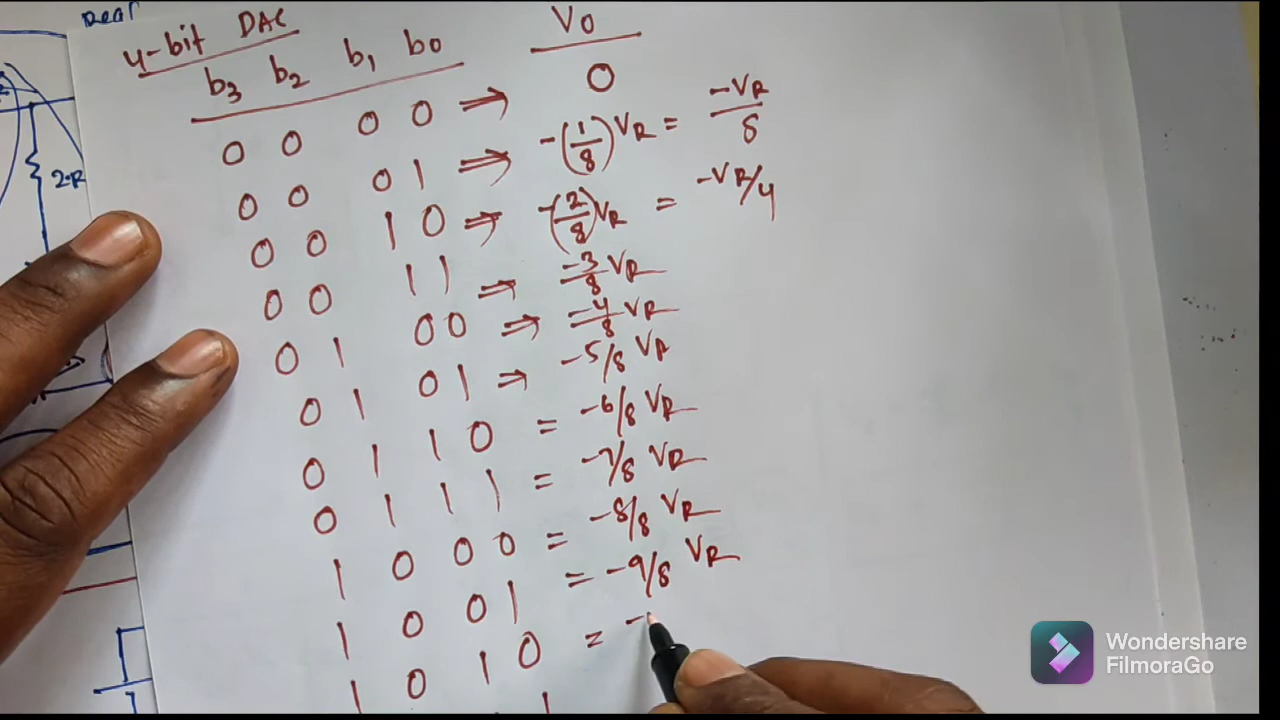 4-bit DAC
b3 b2 b1 b0 V0
0 0 0 0 ⇒ 0
0 0 0 1 ⇒ -(1/8)VR = -VR/8
0 0 1 0 ⇒ -(2/8)VR = -VR/4
0 0 1 1 ⇒ -3/8 VR
0 1 0 0 ⇒ -4/8 VR
0 1 0 1 ⇒ -5/8 VR
0 1 1 0 = -6/8 VR
0 1 1 1 = -7/8 VR
1 0 0 0 = -8/8 VR
1 0 0 1 = -9/8 VR
1 0 1 0 = -
2R
Wondershare
FilmoraGo